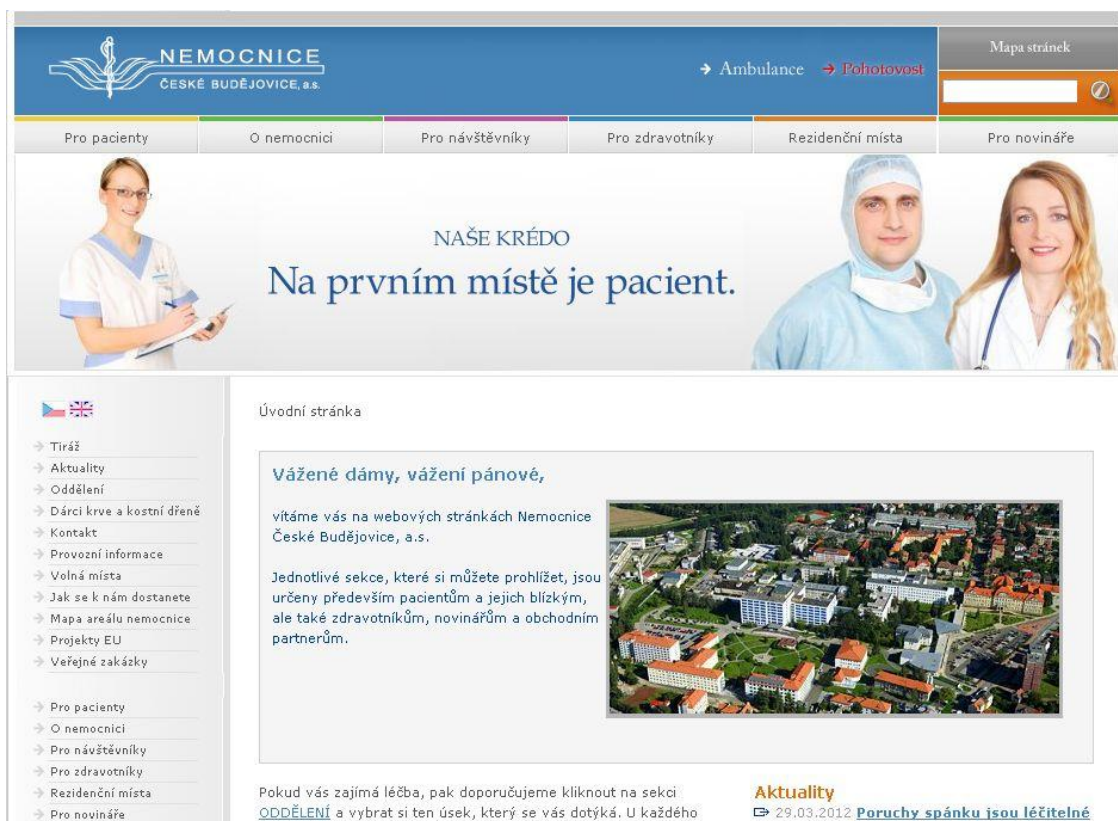 NEMOCNICE
ČESKÉ BUDĚJOVICE, a.s.
Ambulance
Pohotovost
Mapa stránek
Pro pacienty
O nemocnici
Pro návštěvníky
Pro zdravotníky
Rezidenční místa
Pro novináře
NAŠE KRÉDO
Na prvním místě je pacient.
Tiráž
Aktuality
Oddělení
Dárci krve a kostní dřeně
Kontakt
Provozní informace
Volná místa
Jak se k nám dostanete
Mapa areálu nemocnice
Projekty EU
Veřejné zakázky
Pro pacienty
O nemocnici
Pro návštěvníky
Pro zdravotníky
Rezidenční místa
Pro novináře
Úvodní stránka
Vážené dámy, vážení pánové,
vítáme vás na webových stránkách Nemocnice
České Budějovice, a.s.
Jednotlivé sekce, které si můžete prohlížet, jsou
určeny především pacientům a jejich blízkým,
ale také zdravotníkům, novinářům a obchodním
partnerům.
Pokud vás zajímá léčba, pak doporučujeme kliknout na sekci
ODDĚLENÍ a vybrat si ten úsek, který se vás dotýká. U každého
Aktuality
29.03.2012 Poruchy spánku jsou léčitelné